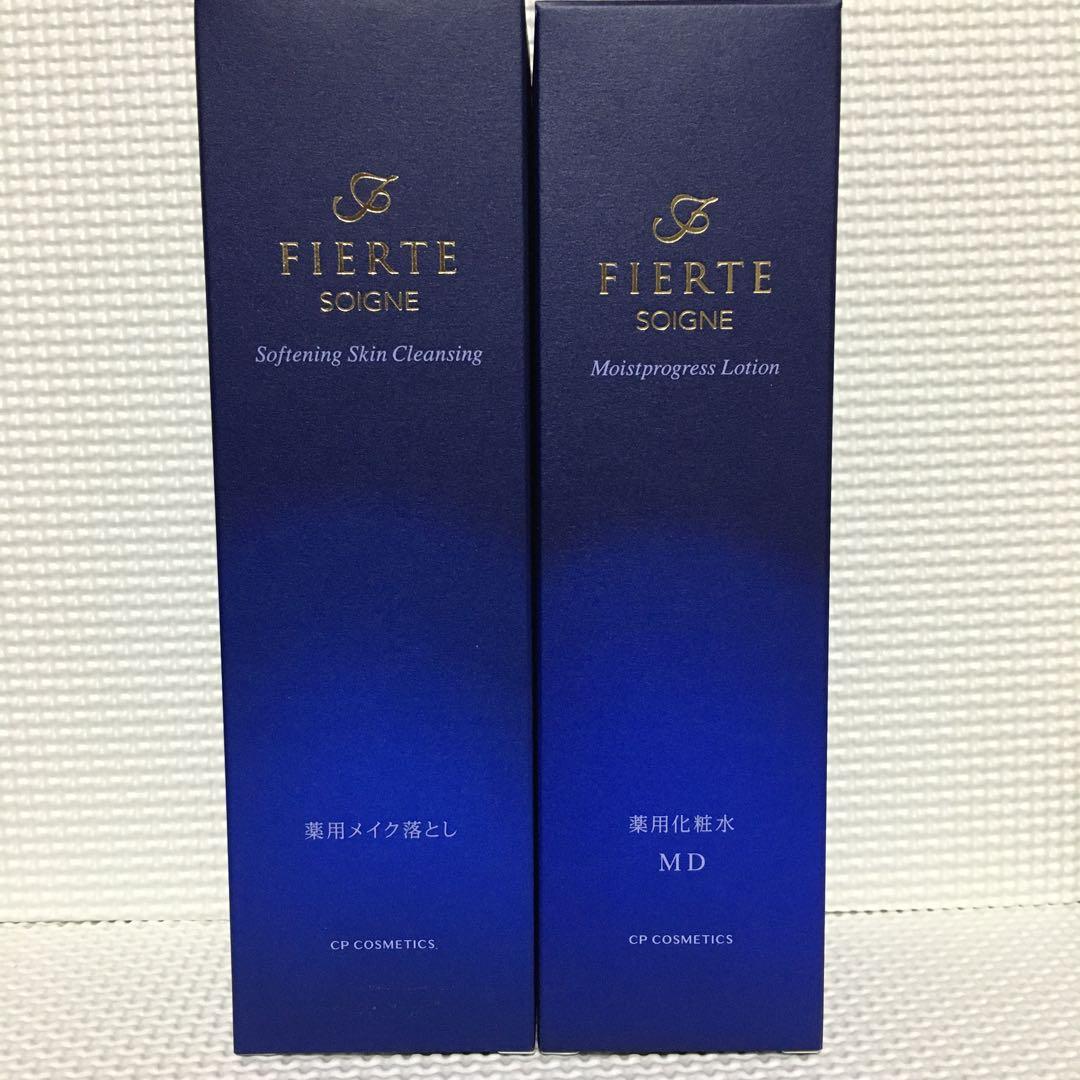 FIERTE
SOIGNE
Softening Skin Cleansing
薬用メイク落とし
CP COSMETICS.
FIERTE
SOIGNE
Moistprogress Lotion
薬用化粧水
MD
CP COSMETICS